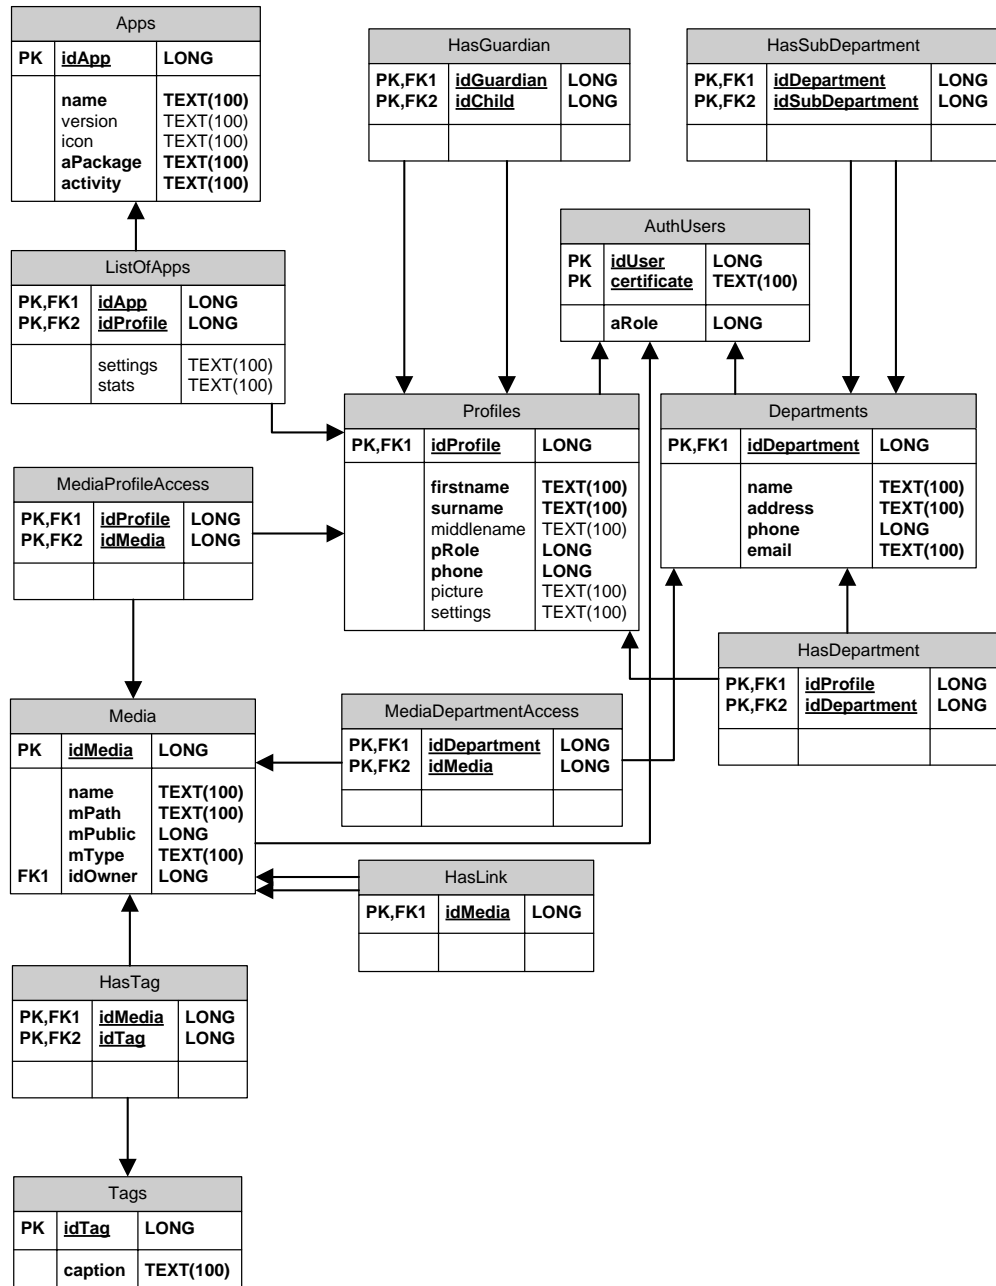 Apps
PK idApp LONG
name TEXT(100)
version TEXT(100)
icon TEXT(100)
aPackage TEXT(100)
activity TEXT(100)
HasGuardian
PK,FK1 idGuardian LONG
PK,FK2 idChild LONG
HasSubDepartment
PK,FK1 idDepartment LONG
PK,FK2 idSubDepartment LONG
AuthUsers
PK idUser LONG
PK certificate TEXT(100)
aRole LONG
ListOfApps
PK,FK1 idApp LONG
PK,FK2 idProfile LONG
settings TEXT(100)
stats TEXT(100)
Profiles
PK,FK1 idProfile LONG
firstname TEXT(100)
surname TEXT(100)
middlename TEXT(100)
pRole LONG
phone LONG
picture TEXT(100)
settings TEXT(100)
Departments
PK,FK1 idDepartment LONG
name TEXT(100)
address TEXT(100)
phone LONG
email TEXT(100)
MediaProfileAccess
PK,FK1 idProfile LONG
PK,FK2 idMedia LONG
HasDepartment
PK,FK1 idProfile LONG
PK,FK2 idDepartment LONG
Media
PK idMedia LONG
name TEXT(100)
mPath TEXT(100)
mPublic LONG
mType TEXT(100)
FK1 idOwner LONG
MediaDepartmentAccess
PK,FK1 idDepartment LONG
PK,FK2 idMedia LONG
HasLink
PK,FK1 idMedia LONG
HasTag
PK,FK1 idMedia LONG
PK,FK2 idTag LONG
Tags
PK idTag LONG
caption TEXT(100)